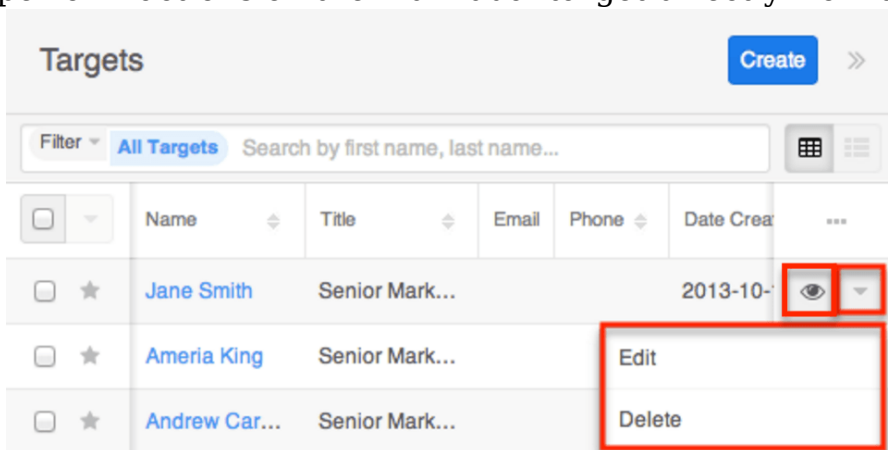 Targets
Create
Filter All Targets Search by first name, last name...
Name Title Email Phone Date Crea
Jane Smith Senior Mark... 2013-10-
Ameria King Senior Mark...
Edit
Andrew Car... Senior Mark...
Delete